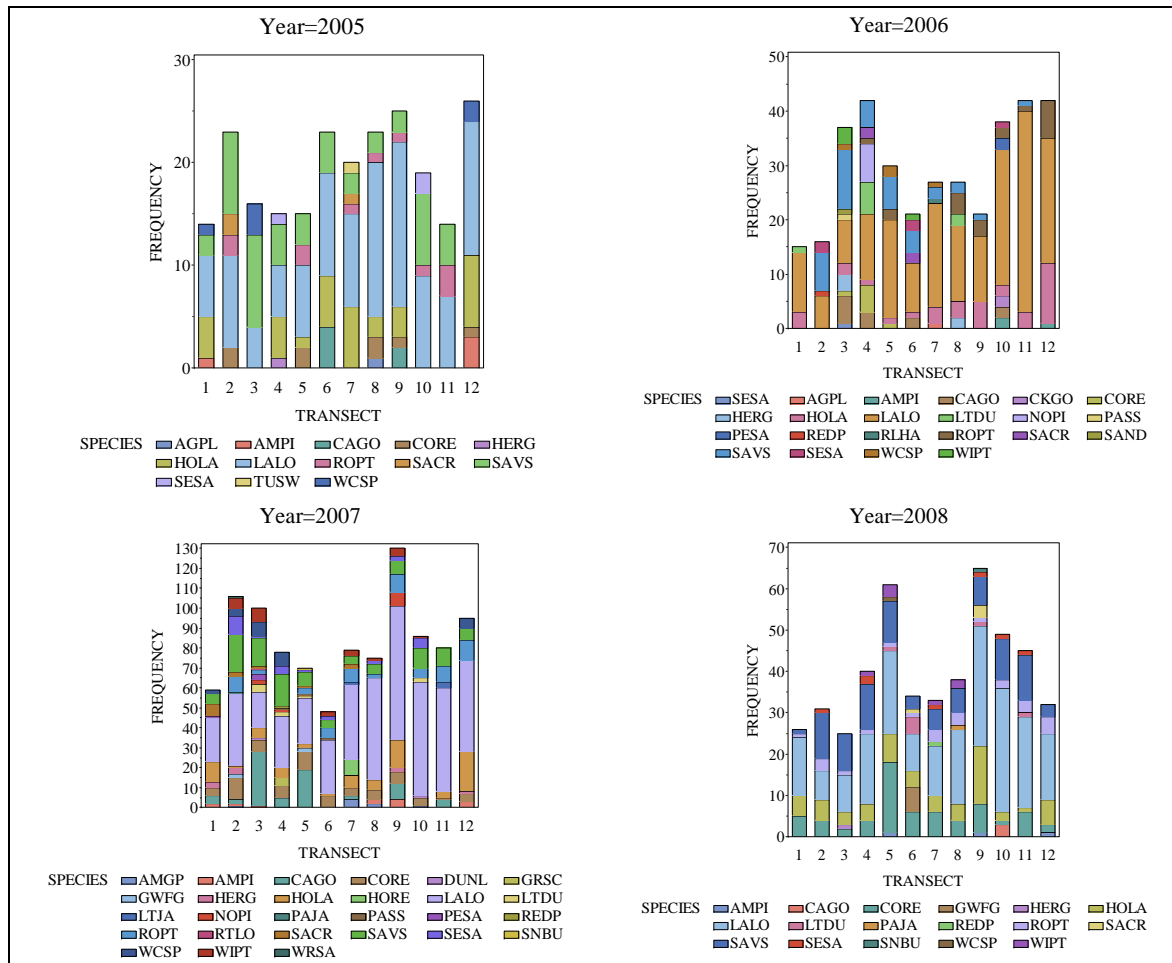 Year=2005
30
20
10
0
FREQUENCY
1 2 3 4 5 6 7 8 9 10 11 12
TRANSECT
SPECIES AGPL AMPI CAGO CORE HERG
HOLA LALO ROPT SACR SAVS
SESA TUSW WCSP
Year=2006
50
40
30
20
10
0
FREQUENCY
1 2 3 4 5 6 7 8 9 10 11 12
TRANSECT
SPECIES SESA AGPL AMPI CAGO CKGO CORE
HERG HOLA LALO LTDU NOPI PASS
PESA REDP RLHA ROPT SACR SAND
SAVS SESA WCSP WIPT
Year=2007
130
120
110
100
90
80
70
60
50
40
30
20
10
0
FREQUENCY
1 2 3 4 5 6 7 8 9 10 11 12
TRANSECT
SPECIES AMGP AMPI CAGO CORE DUNL GRSC
GWFG HERG HOLA HORE LALO LTDU
LTJA NOPI PAJA PASS PESA REDP
ROPT RTLO SACR SAVS SESA SNBU
WCSP WIPT WRSA
Year=2008
70
60
50
40
30
20
10
0
FREQUENCY
1 2 3 4 5 6 7 8 9 10 11 12
TRANSECT
SPECIES AMPI CAGO CORE GWFG HERG HOLA
LALO LTDU PAJA REDP ROPT SACR
SAVS SESA SNBU WCSP WIPT